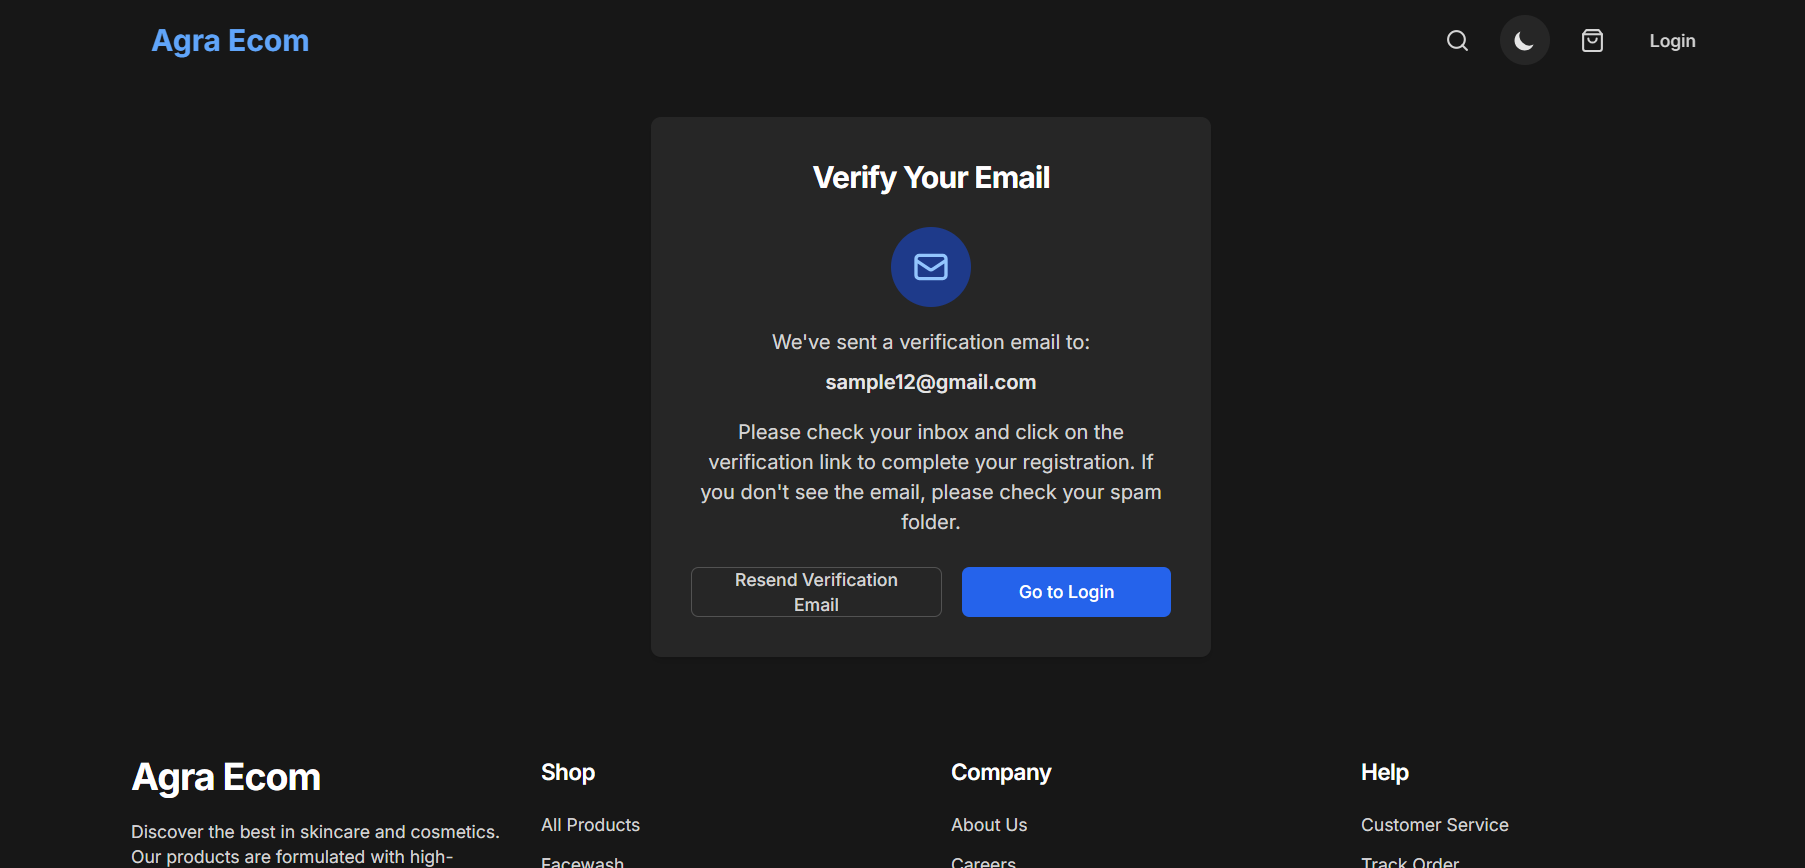 Agra Ecom
Login
Verify Your Email
We've sent a verification email to:
sample12@gmail.com
Please check your inbox and click on the
verification link to complete your registration. If
you don't see the email, please check your spam
folder.
Resend Verification
Email
Go to Login
Agra Ecom
Discover the best in skincare and cosmetics.
Our products are formulated with high-
Shop
All Products
Facewash
Company
About Us
Careers
Help
Customer Service
Track Order